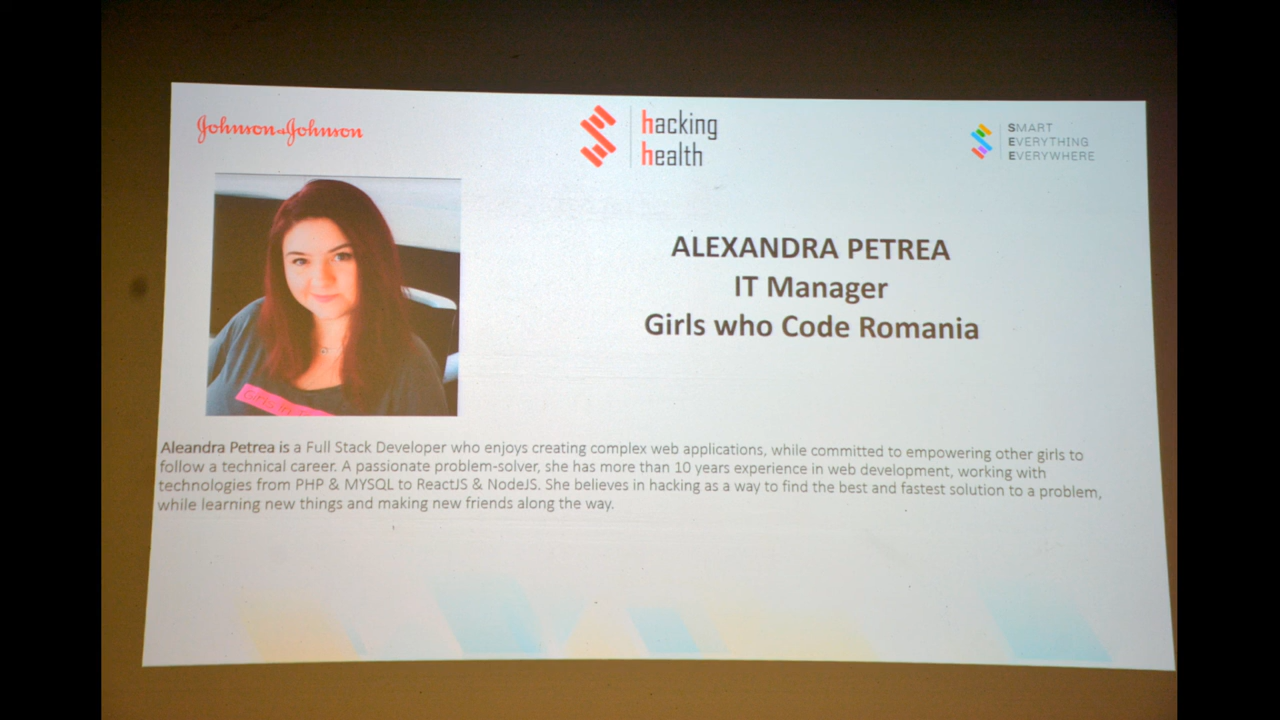 Johnson&Johnson
hacking
health
SMART
EVERYTHING
EVERYWHERE
ALEXANDRA PETREA
IT Manager
Girls who Code Romania
Girls in
Aleandra Petrea is a Full Stack Developer who enjoys creating complex web applications, while committed to empowering other girls to
follow a technical career. A passionate problem-solver, she has more than 10 years experience in web development, working with
technologies from PHP & MYSQL to ReactJS & NodeJS. She believes in hacking as a way to find the best and fastest solution to a problem,
while learning new things and making new friends along the way.